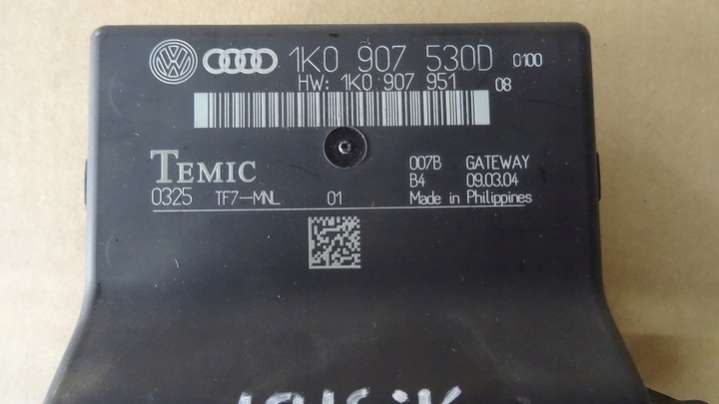 1K0 907 530D 0100
HW: 1K0 907 951 08
TEMIC 007B GATEWAY
B4 09.03.04
0325 TF7-MNL 01 Made in Philippines